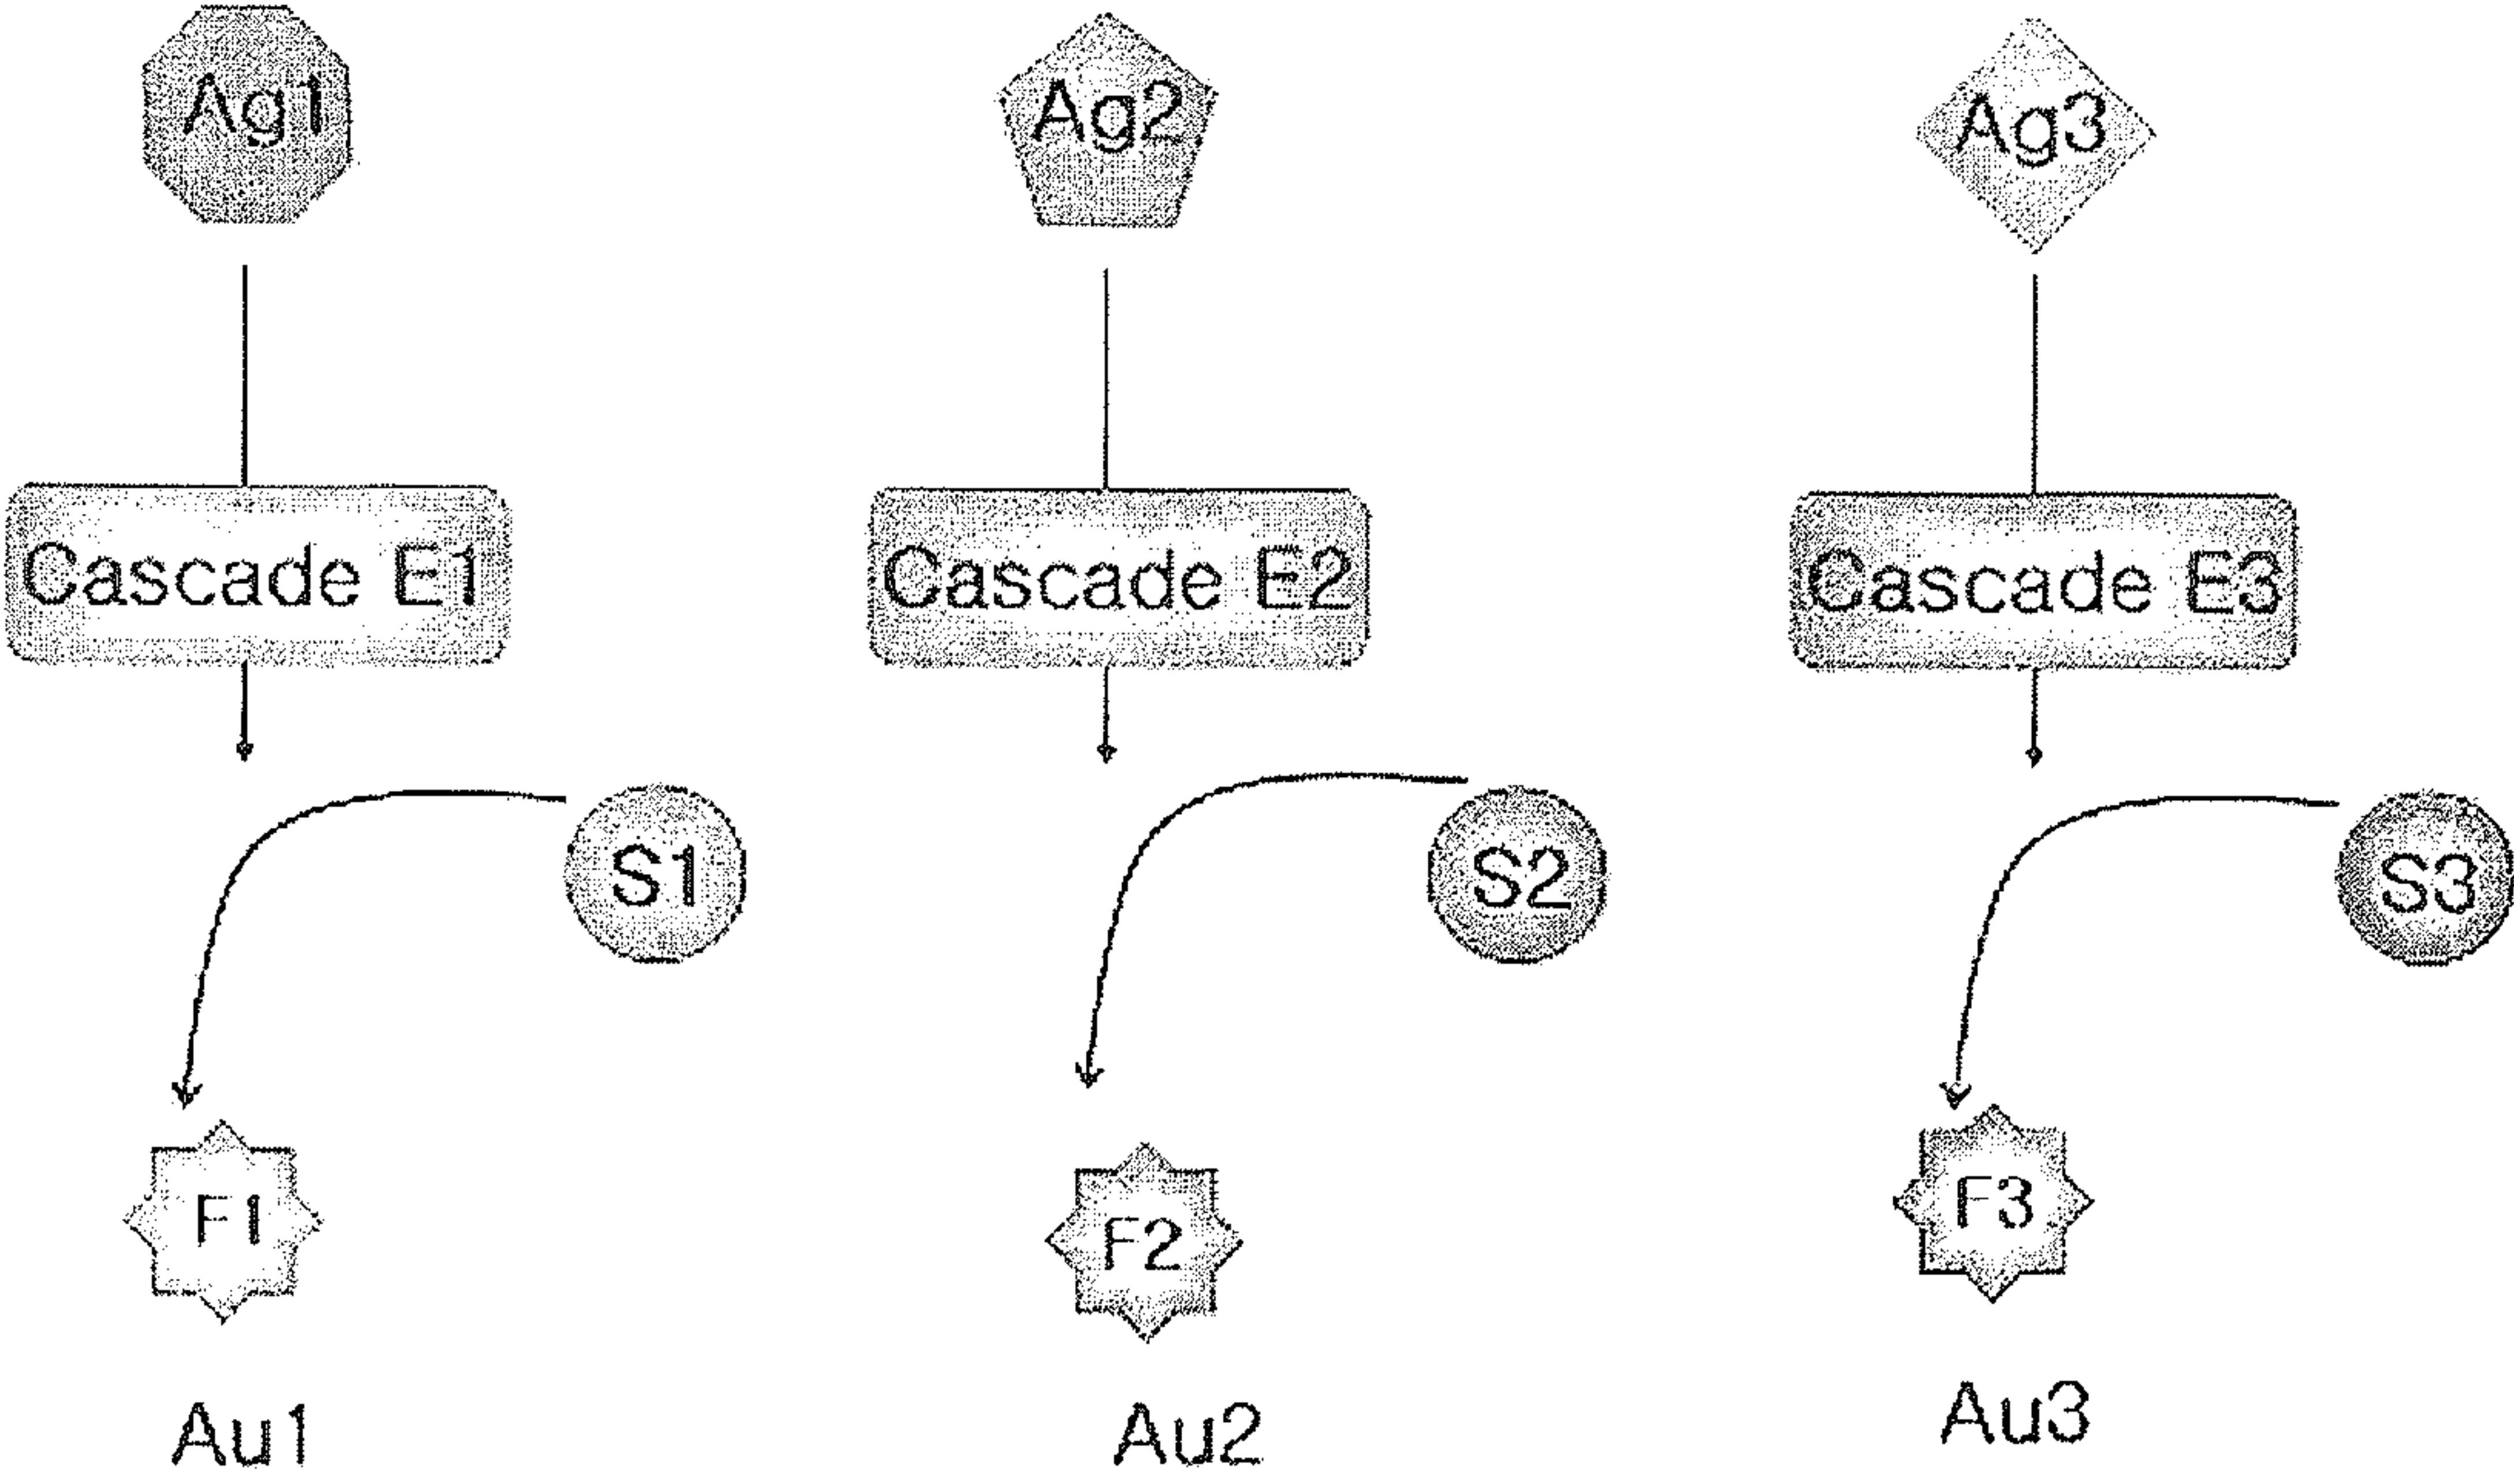 Ag1
Ag2
Ag3
Cascade E1
Cascade E2
Cascade E3
S1
S2
S3
F1
F2
F3
Au1
Au2
Au3